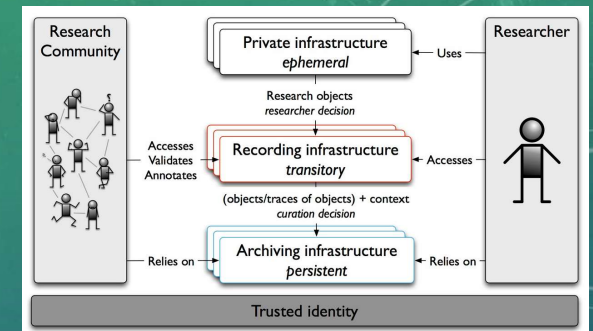 Research
Community
Private infrastructure
ephemeral
Researcher
Uses
Research objects
researcher decision
Accesses
Validates
Annotates
Recording infrastructure
transitory
Accesses
(objects/traces of objects) + context
curation decision
Relies on
Archiving infrastructure
persistent
Relies on
Trusted identity